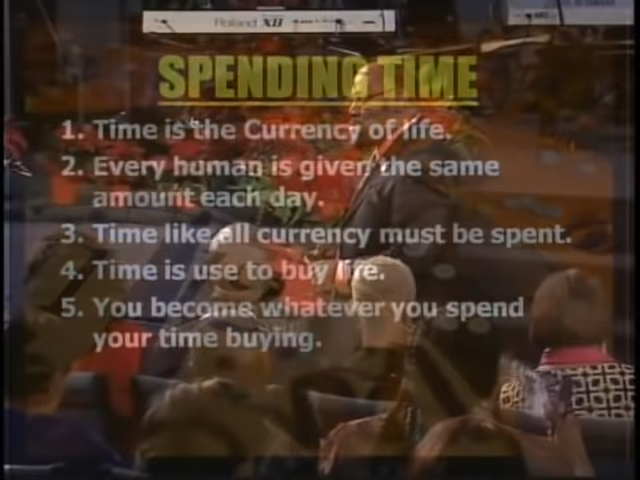 Roland
SPENDING TIME
1. Time is the Currency of life.
2. Every human is given the same
amount each day.
3. Time like all currency must be spent.
4. Time is use to buy life.
5. You become whatever you spend
your time buying.